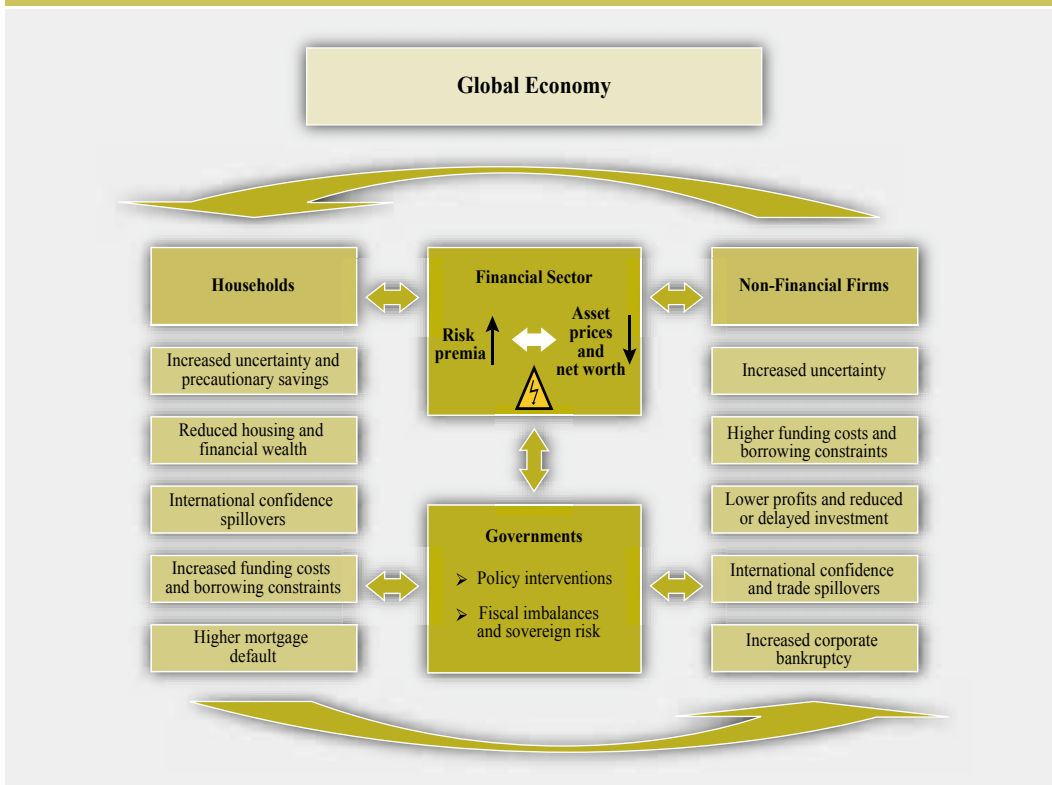 Global Economy
Households
Increased uncertainty and
precautionary savings
Reduced housing and
financial wealth
International confidence
spillovers
Increased funding costs
and borrowing constraints
Higher mortgage
default
Financial Sector
Risk
premia
Asset
prices
and
net worth
Governments
➢ Policy interventions
➢ Fiscal imbalances
and sovereign risk
Non-Financial Firms
Increased uncertainty
Higher funding costs and
borrowing constraints
Lower profits and reduced
or delayed investment
International confidence
and trade spillovers
Increased corporate
bankruptcy